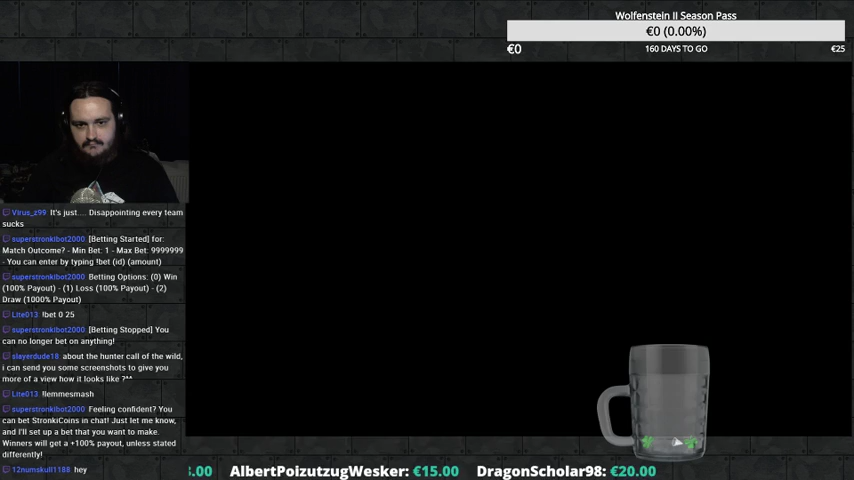 Wolfenstein II Season Pass
€0 (0.00%)
€0 160 DAYS TO GO €25
Virus_z99 It's just.... Disappointing every team
sucks
superstronkibot2000 [Betting Started] for:
Match Outcome? - Min Bet: 1 - Max Bet: 9999999
- You can enter by typing !bet (id) (amount)
superstronkibot2000 Betting Options: (0) Win
(100% Payout) - (1) Loss (100% Payout) - (2)
Draw (1000% Payout)
Lite013 !bet 0 25
superstronkibot2000 [Betting Stopped] You
can no longer bet on anything!
slayerdude18 about the hunter call of the wild,
i can send you some screenshots to give you
more of a view how it looks like ?^^
Lite013 !lemmesmash
superstronkibot2000 Feeling confident? You
can bet StronkiCoins in chat! Just let me know,
and I'll set up a bet that you want to make.
Winners will get a +100% payout, unless stated
differently!
12numskull1188 hey
.00 AlbertPoizutzugWesker: €15.00 DragonScholar98: €20.00